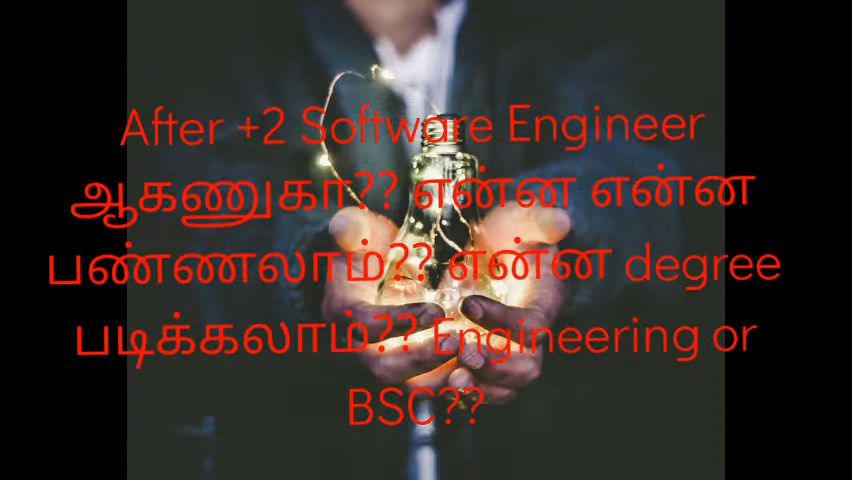 After +2 Software Engineer
ஆகணுகா?? என்ன என்ன
பண்ணலாம்?? என்ன degree
படிக்கலாம்?? Engineering or
BSC??